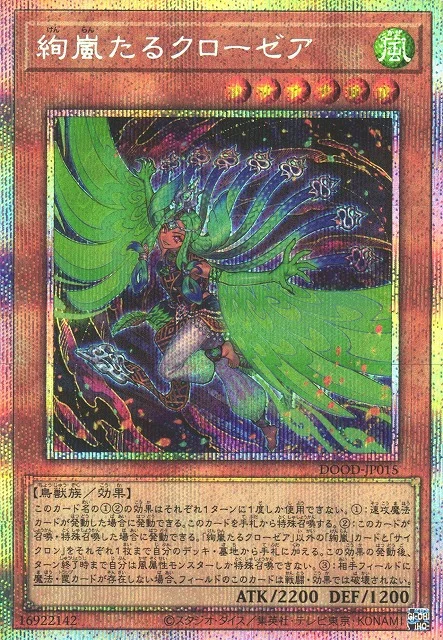 絢嵐たるクローゼア
風
DOOD-JP015
【鳥獣族/効果】
このカード名の①②の効果はそれぞれ1ターンに1度しか使用できない。①:速攻魔法
カードが発動した場合に発動できる。このカードを手札から特殊召喚する。②:このカード
が召喚・特殊召喚した場合に発動できる。「絢嵐たるクローゼア」以外の「絢嵐」カードと「サイ
クロン」をそれぞれ1枚まで自分のデッキ・墓地から手札に加える。この効果の発動後、
ターン終了時まで自分は風属性モンスターしか特殊召喚できない。③:相手フィールドに
魔法・罠カードが存在しない場合、フィールドのこのカードは戦闘・効果では破壊されない。
ATK/2200 DEF/1200
16922142 ©スタジオ・ダイス/集英社・テレビ東京・KONAMI